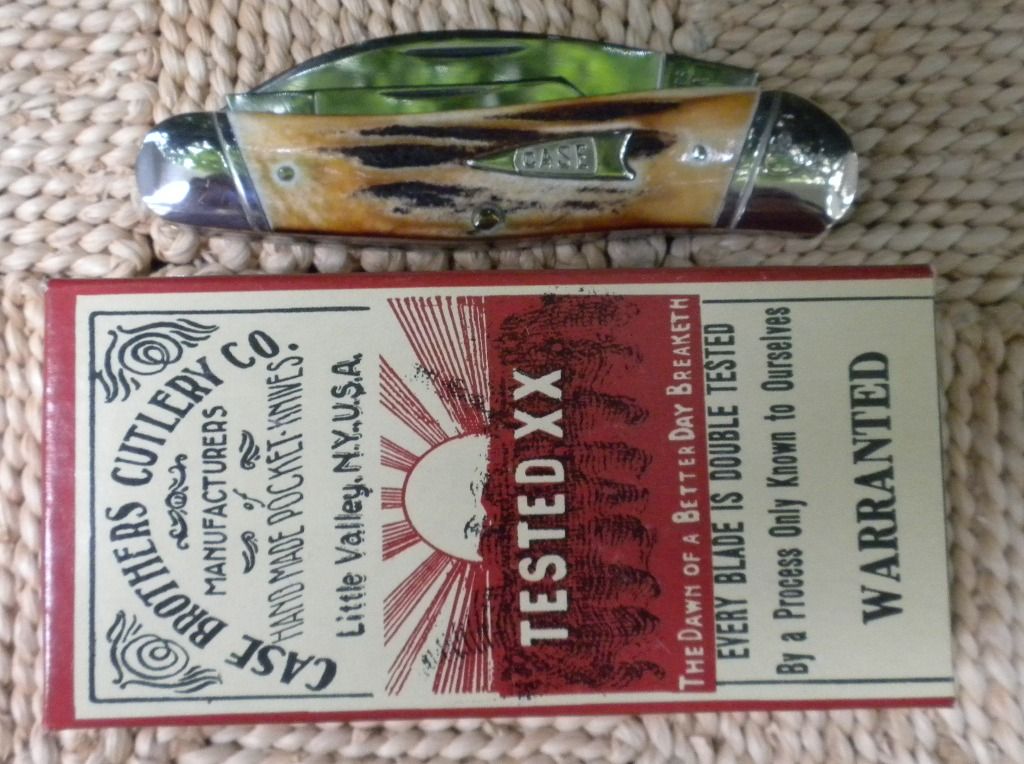 CASE
CASE BROTHERS CUTLERY CO.
MANUFACTURERS
of
HAND MADE POCKET-KNIVES.
Little Valley, N.Y.U.S.A.
TESTED XX
THE DAWN OF A BETTER DAY BREAKETH
EVERY BLADE IS DOUBLE TESTED
By a Process Only Known to Ourselves
WARRANTED